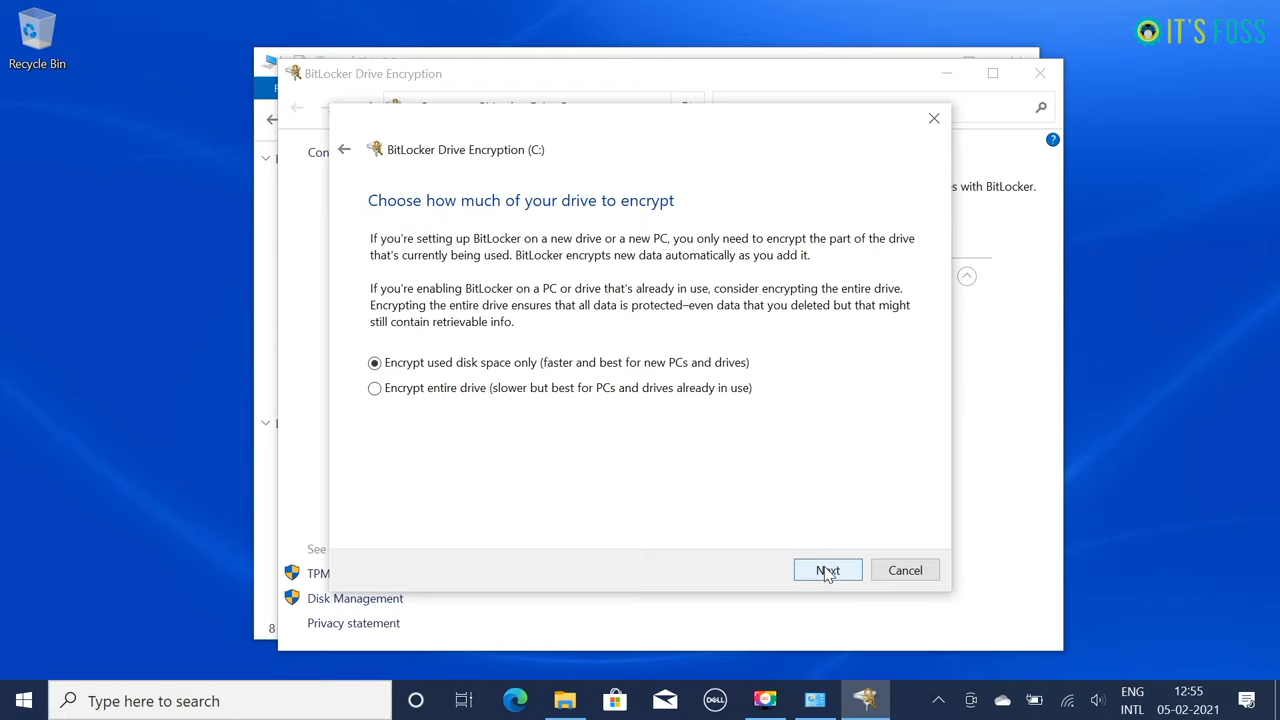 Recycle Bin
IT'S FOSS
BitLocker Drive Encryption
Con
s with BitLocker.
BitLocker Drive Encryption (C:)
Choose how much of your drive to encrypt
If you're setting up BitLocker on a new drive or a new PC, you only need to encrypt the part of the drive
that's currently being used. BitLocker encrypts new data automatically as you add it.
If you're enabling BitLocker on a PC or drive that's already in use, consider encrypting the entire drive.
Encrypting the entire drive ensures that all data is protected–even data that you deleted but that might
still contain retrievable info.
Encrypt used disk space only (faster and best for new PCs and drives)
Encrypt entire drive (slower but best for PCs and drives already in use)
Next
Cancel
See
TPM
Disk Management
Privacy statement
8
Type here to search
DELL
ENG
INTL
12:55
05-02-2021